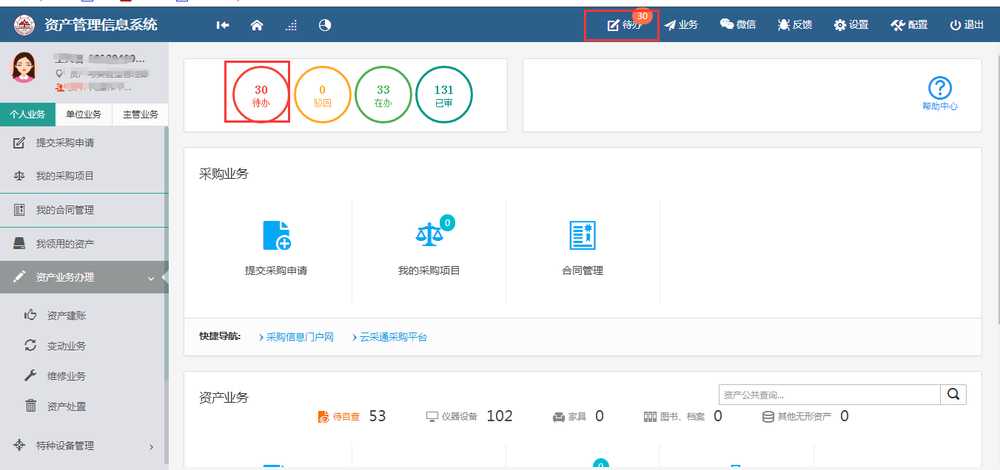 资产管理信息系统
待办
30
业务
微信
反馈
设置
配置
退出
个人业务
单位业务
主管业务
提交采购申请
我的采购项目
我的合同管理
我领用的资产
资产业务办理
资产建账
变动业务
维修业务
资产处置
特种设备管理
30
待办
0
驳回
33
在办
131
已审
帮助中心
采购业务
提交采购申请
0
我的采购项目
合同管理
快捷导航:
采购信息门户网
云采通采购平台
资产业务
资产公共查询...
待自查 53
仪器设备 102
家具 0
图书、档案 0
其他无形资产 0